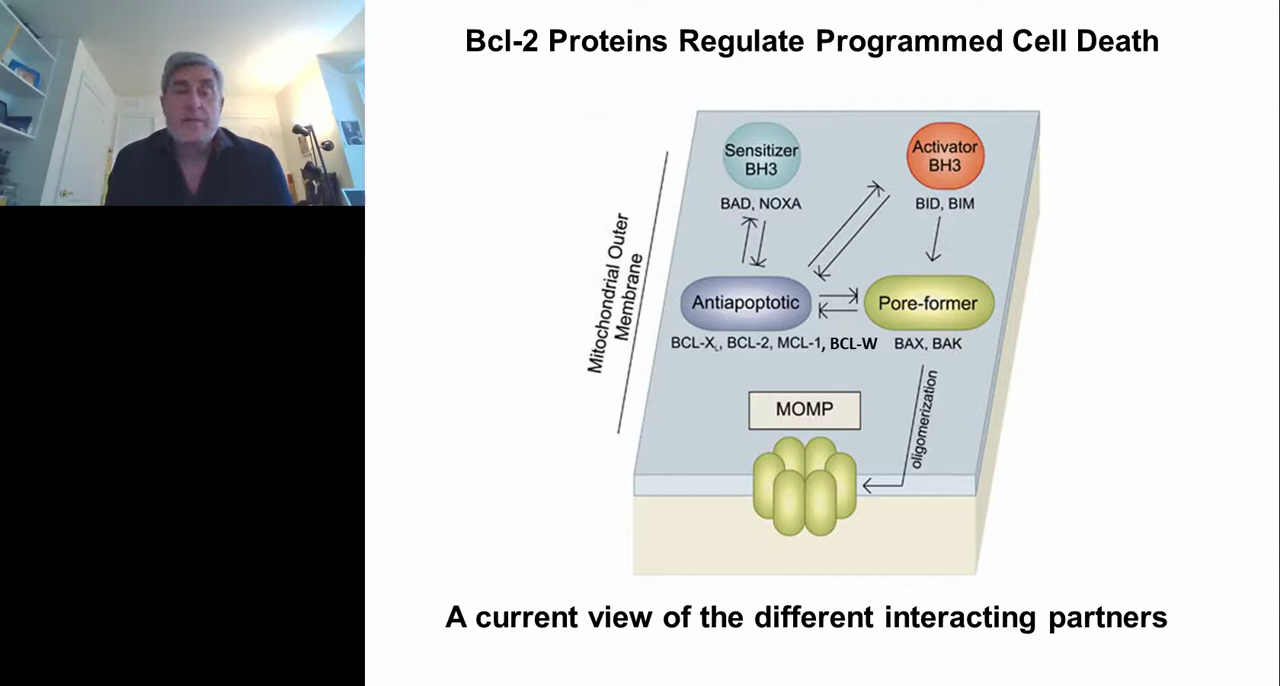 Bcl-2 Proteins Regulate Programmed Cell Death
Sensitizer
BH3
BAD, NOXA
Activator
BH3
BID, BIM
Mitochondrial Outer
Membrane
Antiapoptotic
BCL-XL, BCL-2, MCL-1, BCL-W
Pore-former
BAX, BAK
MOMP
oligomerization
A current view of the different interacting partners